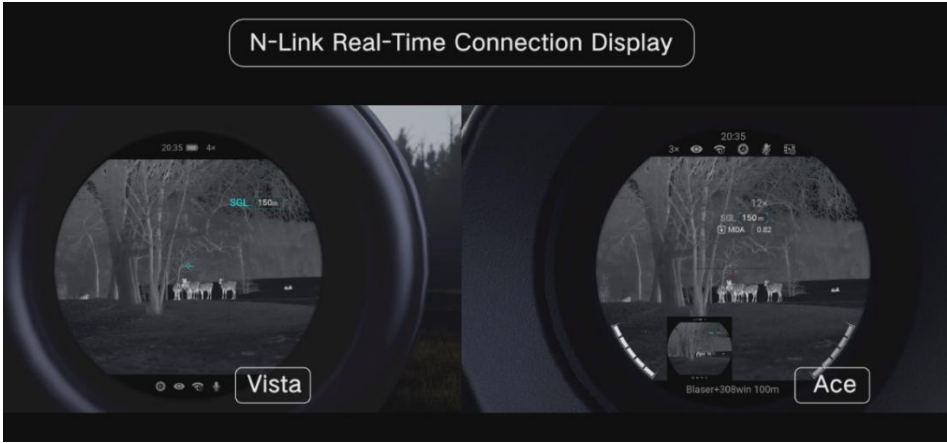 N-Link Real-Time Connection Display
20:35 4×
SGL 150m
Vista
20:35
3×
12×
SGL 150m
MOA 0.82
Blaser+308win 100m
Ace